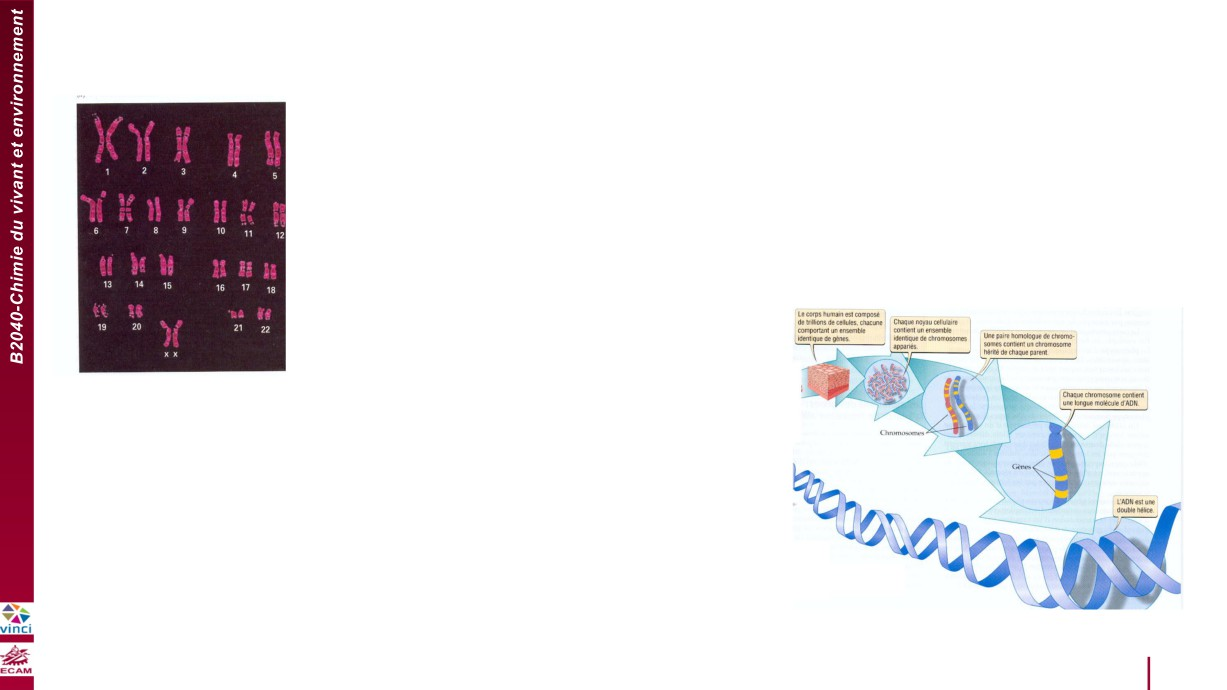 B2040-Chimie du vivant et environnement
1 2 3 4 5
6 7 8 9 10 11 12
13 14 15 16 17 18
19 20 21 22
X X
Le corps humain est composé
de trillions de cellules, chacune
comportant un ensemble
identique de gènes.
Chaque noyau cellulaire
contient un ensemble
identique de chromosomes
appariés.
Une paire homologue de chromo-
somes contient un chromosome
hérité de chaque parent.
Chaque chromosome contient
une longue molécule d'ADN.
Chromosomes
Gènes
L'ADN est une
double hélice.
vinci
ECAM